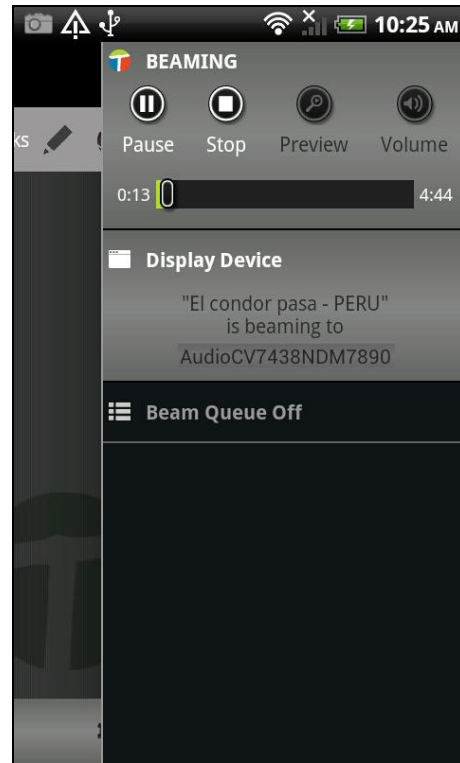 10:25 AM
BEAMING
ks
Pause Stop Preview Volume
0:13 4:44
Display Device
"El condor pasa - PERU"
is beaming to
AudioCV7438NDM7890
Beam Queue Off